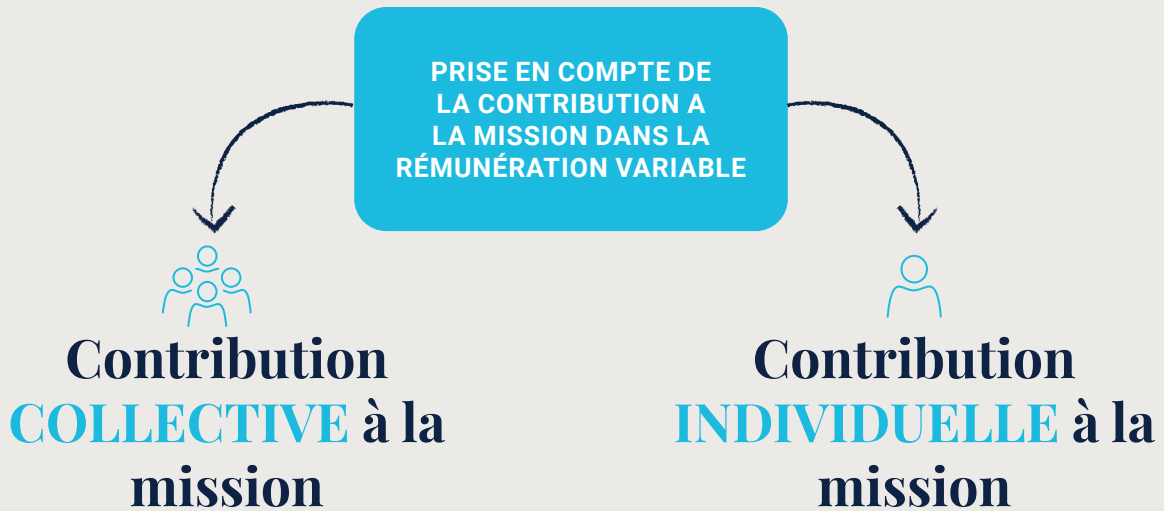 PRISE EN COMPTE DE
LA CONTRIBUTION A
LA MISSION DANS LA
RÉMUNÉRATION VARIABLE
Contribution
COLLECTIVE à la
mission
Contribution
INDIVIDUELLE à la
mission